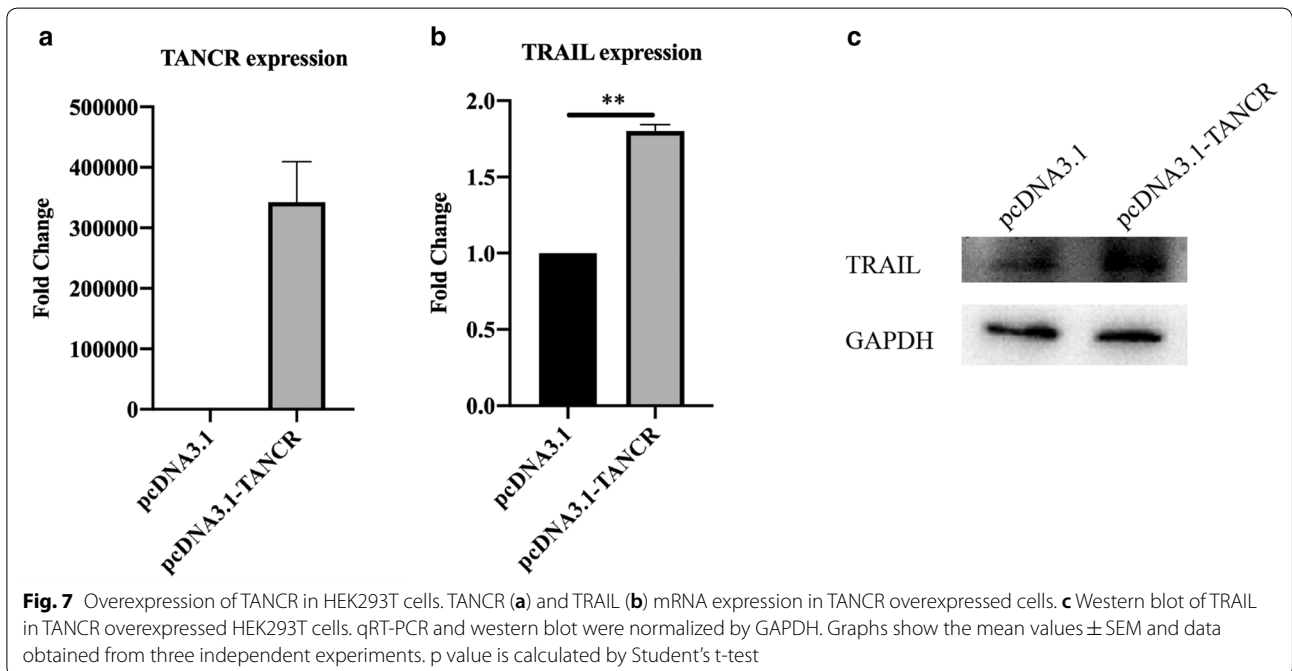 a
TANCR expression
500000
400000
300000
200000
100000
0
Fold Change
pcDNA3.1
pcDNA3.1-TANCR
b
TRAIL expression
**
2.0
1.5
1.0
0.5
0.0
Fold Change
pcDNA3.1
pcDNA3.1-TANCR
c
pcDNA3.1
pcDNA3.1-TANCR
TRAIL
GAPDH
Fig. 7 Overexpression of TANCR in HEK293T cells. TANCR (a) and TRAIL (b) mRNA expression in TANCR overexpressed cells. c Western blot of TRAIL
in TANCR overexpressed HEK293T cells. qRT-PCR and western blot were normalized by GAPDH. Graphs show the mean values ± SEM and data
obtained from three independent experiments. p value is calculated by Student’s t-test